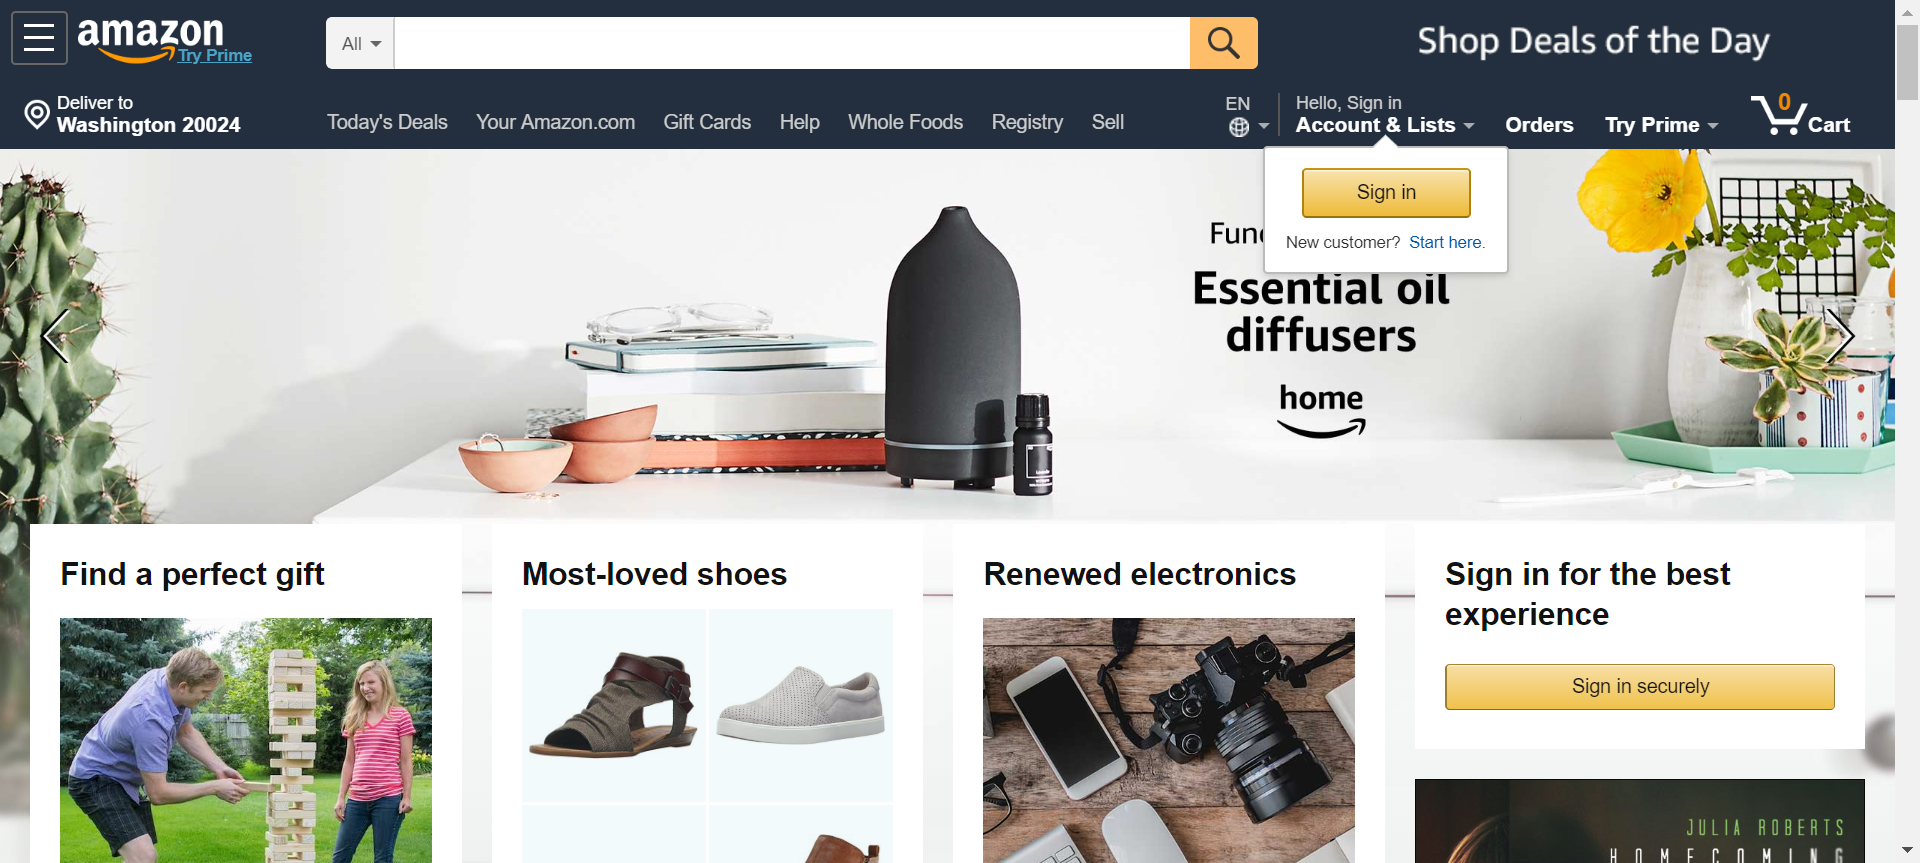 amazon
Try Prime
All
Shop Deals of the Day
Deliver to
Washington 20024
Today's Deals
Your Amazon.com
Gift Cards
Help
Whole Foods
Registry
Sell
EN
Hello, Sign in
Account & Lists
Orders
Try Prime
0
Cart
Sign in
New customer? Start here.
Essential oil
diffusers
home
Find a perfect gift
Most-loved shoes
Renewed electronics
Sign in for the best
experience
Sign in securely
JULIA ROBERTS
HOMECOMING